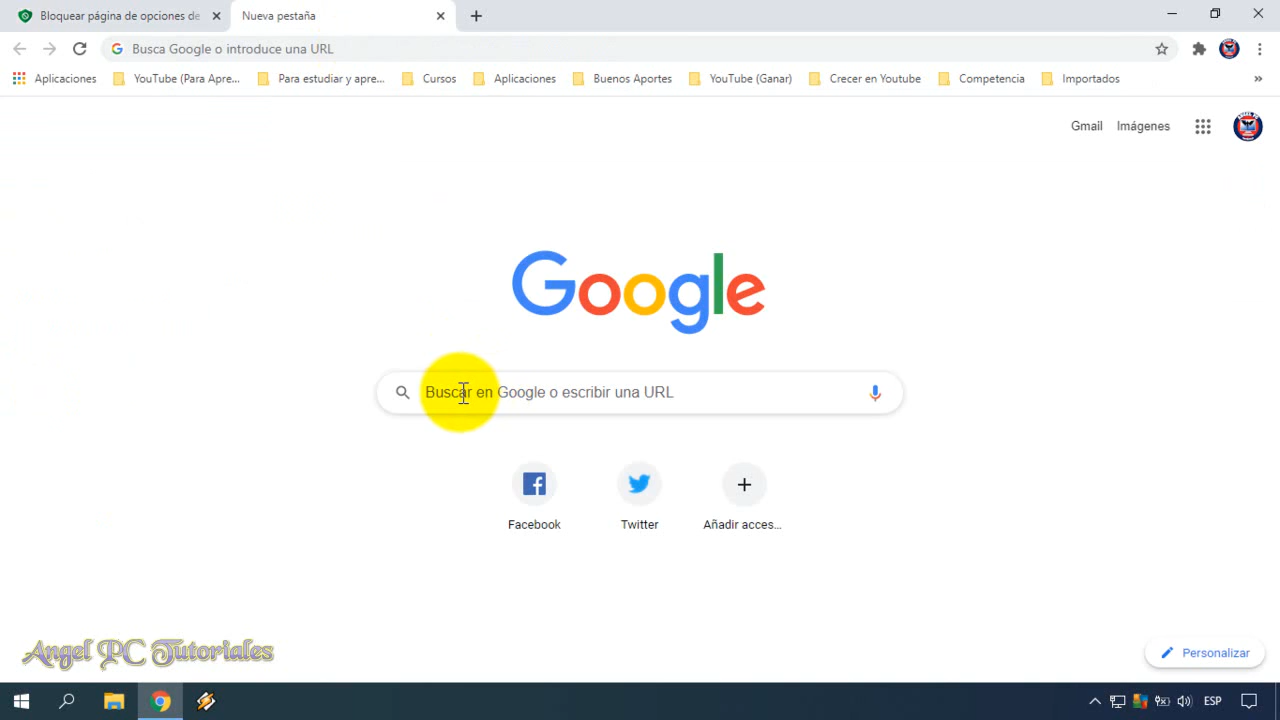 Bloquear página de opciones de
Nueva pestaña
Busca Google o introduce una URL
Aplicaciones
YouTube (Para Apre...
Para estudiar y apre...
Cursos
Aplicaciones
Buenos Aportes
YouTube (Ganar)
Crecer en Youtube
Competencia
Importados
Gmail
Imágenes
Google
Buscar en Google o escribir una URL
Facebook
Twitter
Añadir acces...
Angel PC Tutoriales
Personalizar
ESP